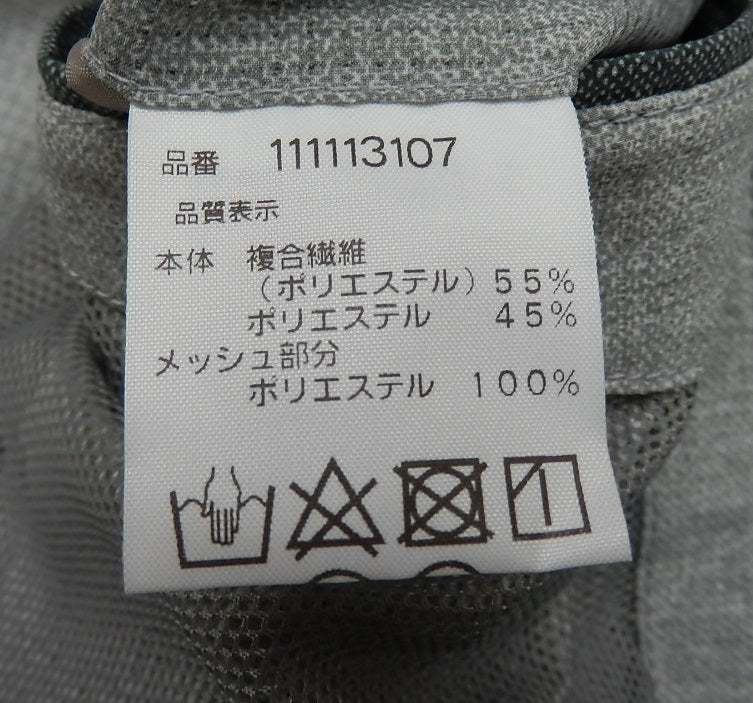 品番 111113107
品質表示
本体 複合繊維
（ポリエステル）55%
ポリエステル 45%
メッシュ部分
ポリエステル 100%